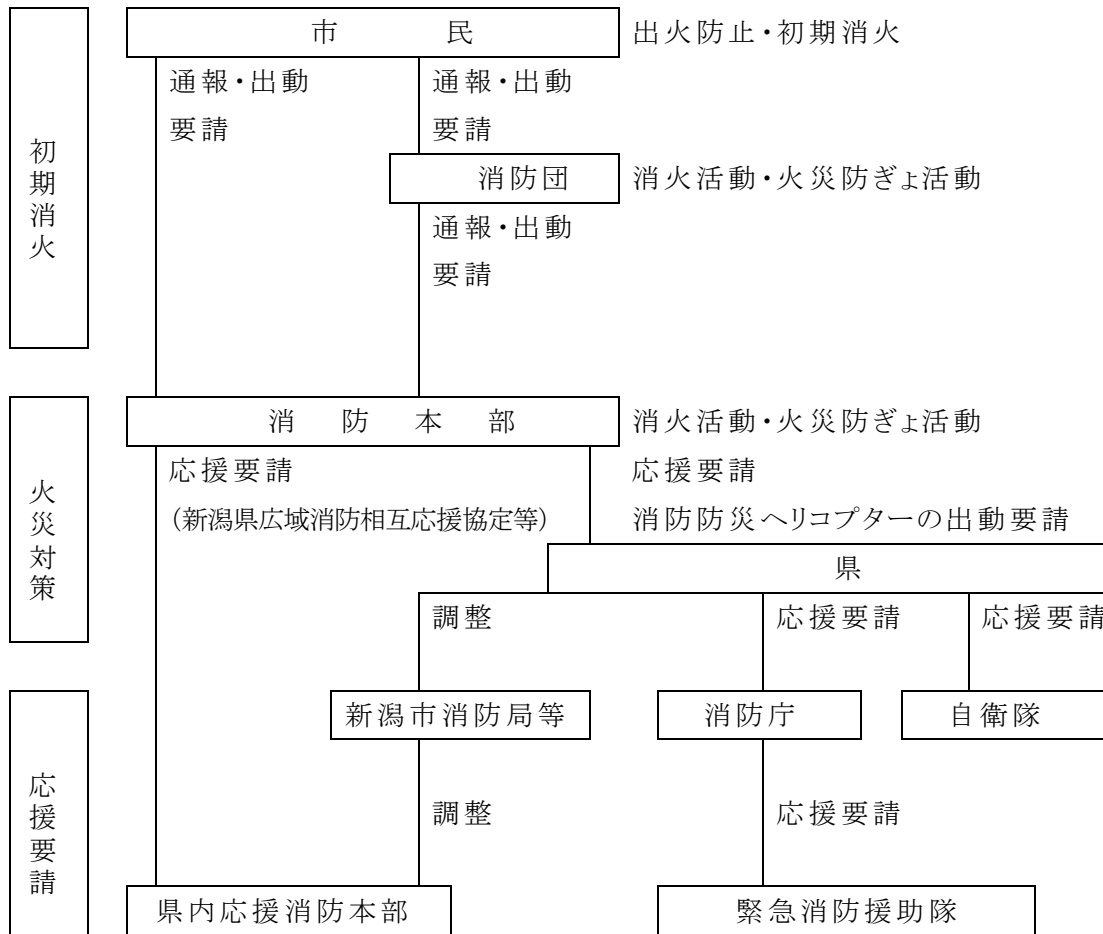 市 民 出火防止・初期消火
通報・出動 通報・出動
要請 要請
初期消火
消防団 消火活動・火災防ぎょ活動
通報・出動
要請
消防本部 消火活動・火災防ぎょ活動
応援要請 応援要請
（新潟県広域消防相互応援協定等） 消防防災ヘリコプターの出動要請
火災対策
県
調整 応援要請 応援要請
新潟市消防局等 消防庁 自衛隊
応援要請
調整 応援要請
県内応援消防本部 緊急消防援助隊